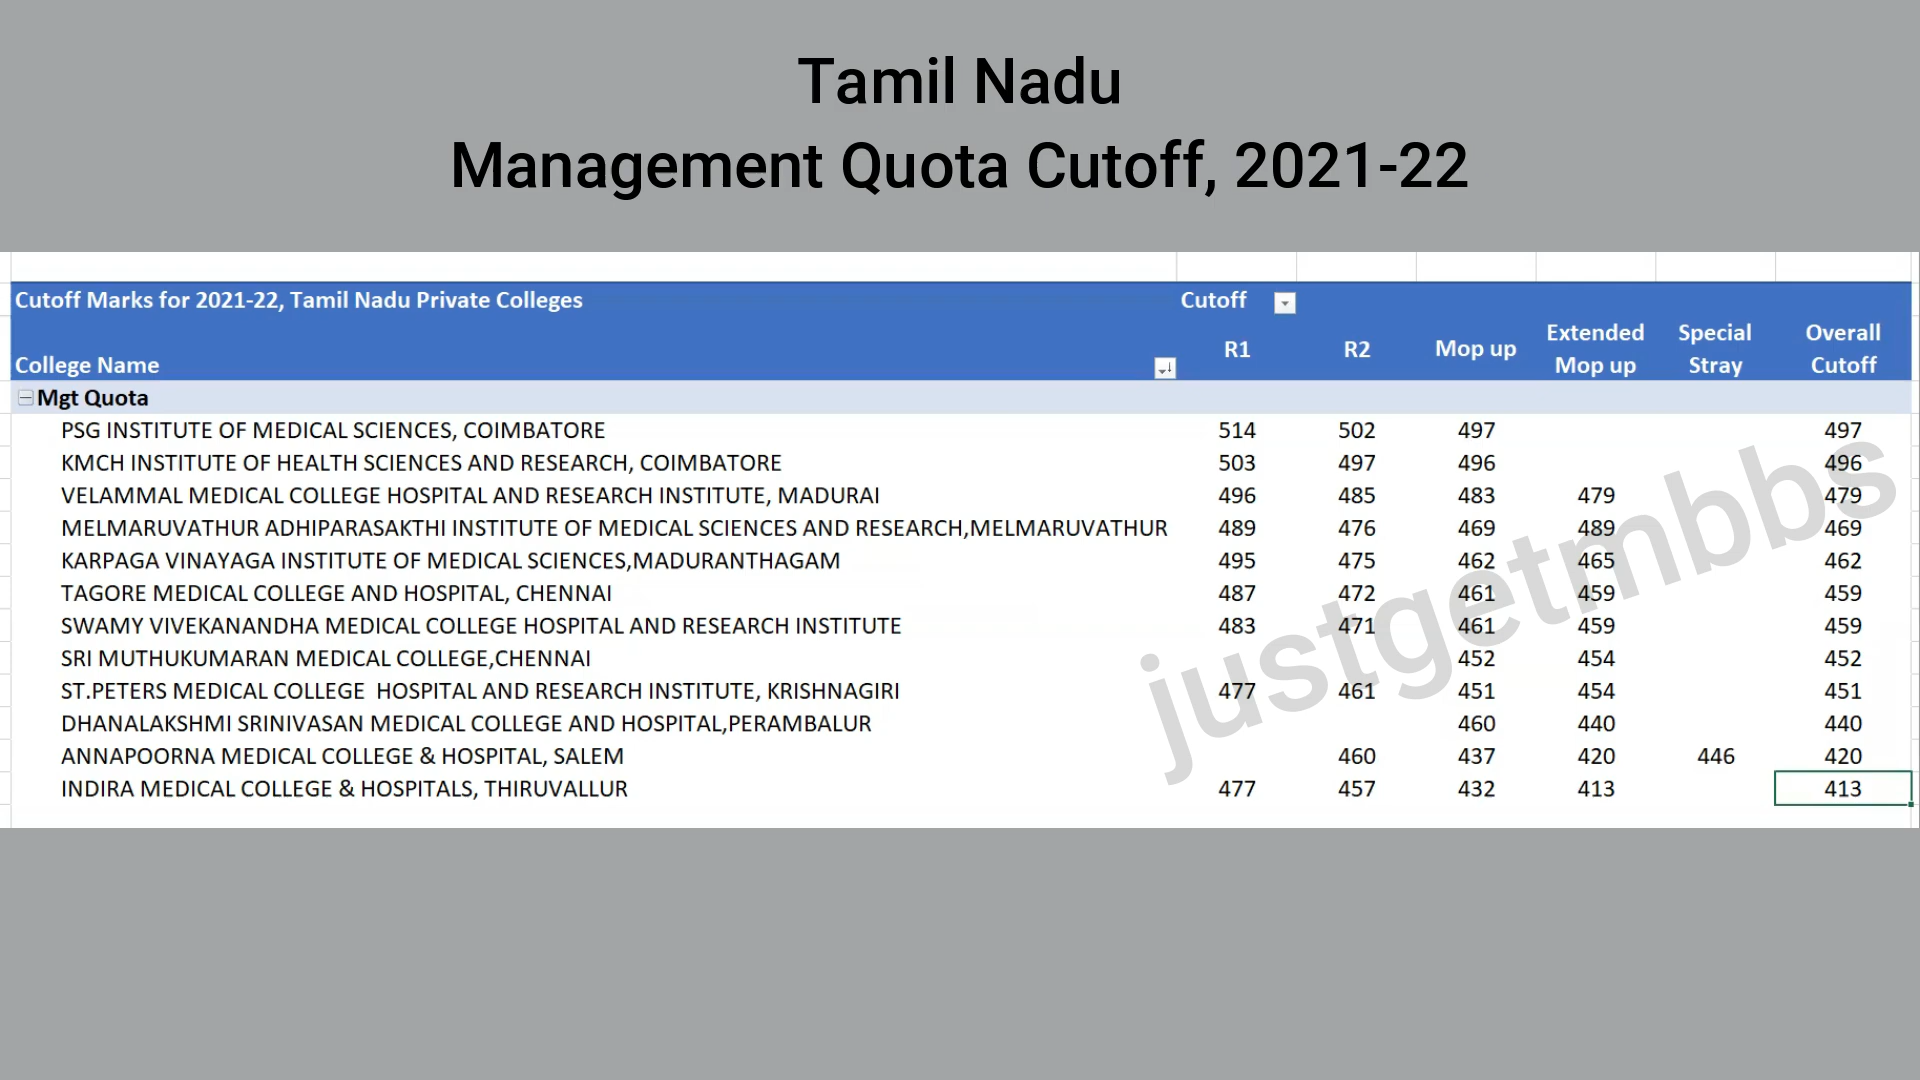 Tamil Nadu
Management Quota Cutoff, 2021-22
Cutoff Marks for 2021-22, Tamil Nadu Private Colleges Cutoff
College Name R1 R2 Mop up Extended Mop up Special Stray Overall Cutoff
Mgt Quota
PSG INSTITUTE OF MEDICAL SCIENCES, COIMBATORE 514 502 497 497
KMCH INSTITUTE OF HEALTH SCIENCES AND RESEARCH, COIMBATORE 503 497 496 496
VELAMMAL MEDICAL COLLEGE HOSPITAL AND RESEARCH INSTITUTE, MADURAI 496 485 483 479 479
MELMARUVATHUR ADHIPARASAKTHI INSTITUTE OF MEDICAL SCIENCES AND RESEARCH,MELMARUVATHUR 489 476 469 489 469
KARPAGA VINAYAGA INSTITUTE OF MEDICAL SCIENCES,MADURANTHAGAM 495 475 462 465 462
TAGORE MEDICAL COLLEGE AND HOSPITAL, CHENNAI 487 472 461 459 459
SWAMY VIVEKANANDHA MEDICAL COLLEGE HOSPITAL AND RESEARCH INSTITUTE 483 471 461 459 459
SRI MUTHUKUMARAN MEDICAL COLLEGE,CHENNAI 452 454 452
ST.PETERS MEDICAL COLLEGE  HOSPITAL AND RESEARCH INSTITUTE, KRISHNAGIRI 477 461 451 454 451
DHANALAKSHMI SRINIVASAN MEDICAL COLLEGE AND HOSPITAL,PERAMBALUR 460 440 440
ANNAPOORNA MEDICAL COLLEGE & HOSPITAL, SALEM 460 437 420 446 420
INDIRA MEDICAL COLLEGE & HOSPITALS, THIRUVALLUR 477 457 432 413 413
justgetmbbs